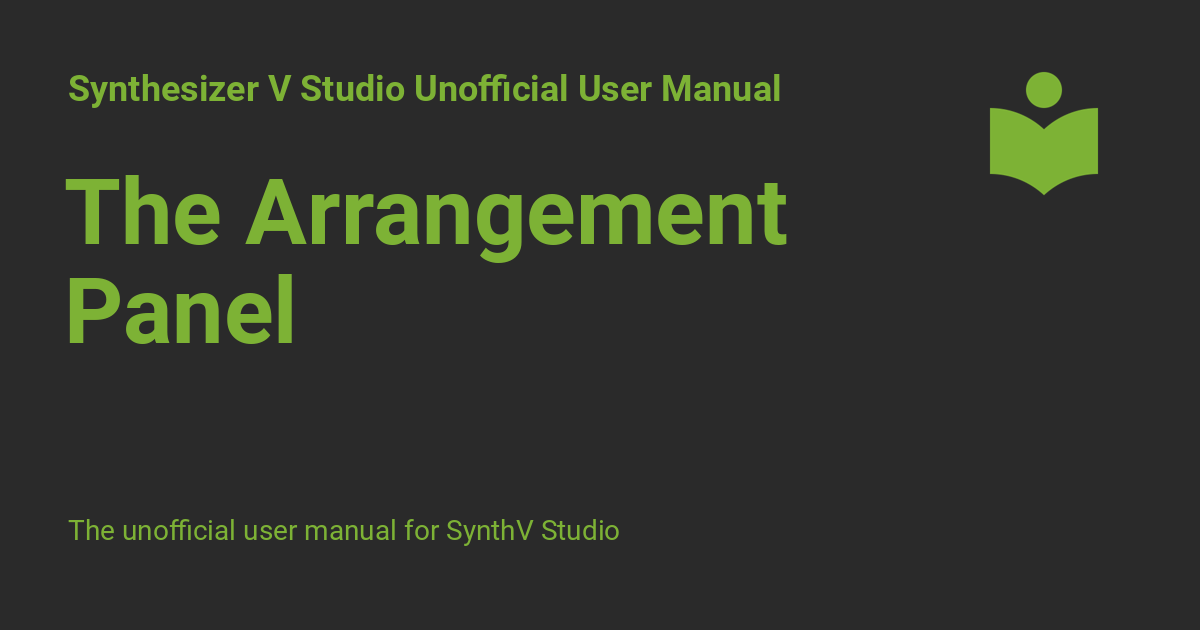 Synthesizer V Studio Unofficial User Manual
The Arrangement
Panel
The unofficial user manual for SynthV Studio